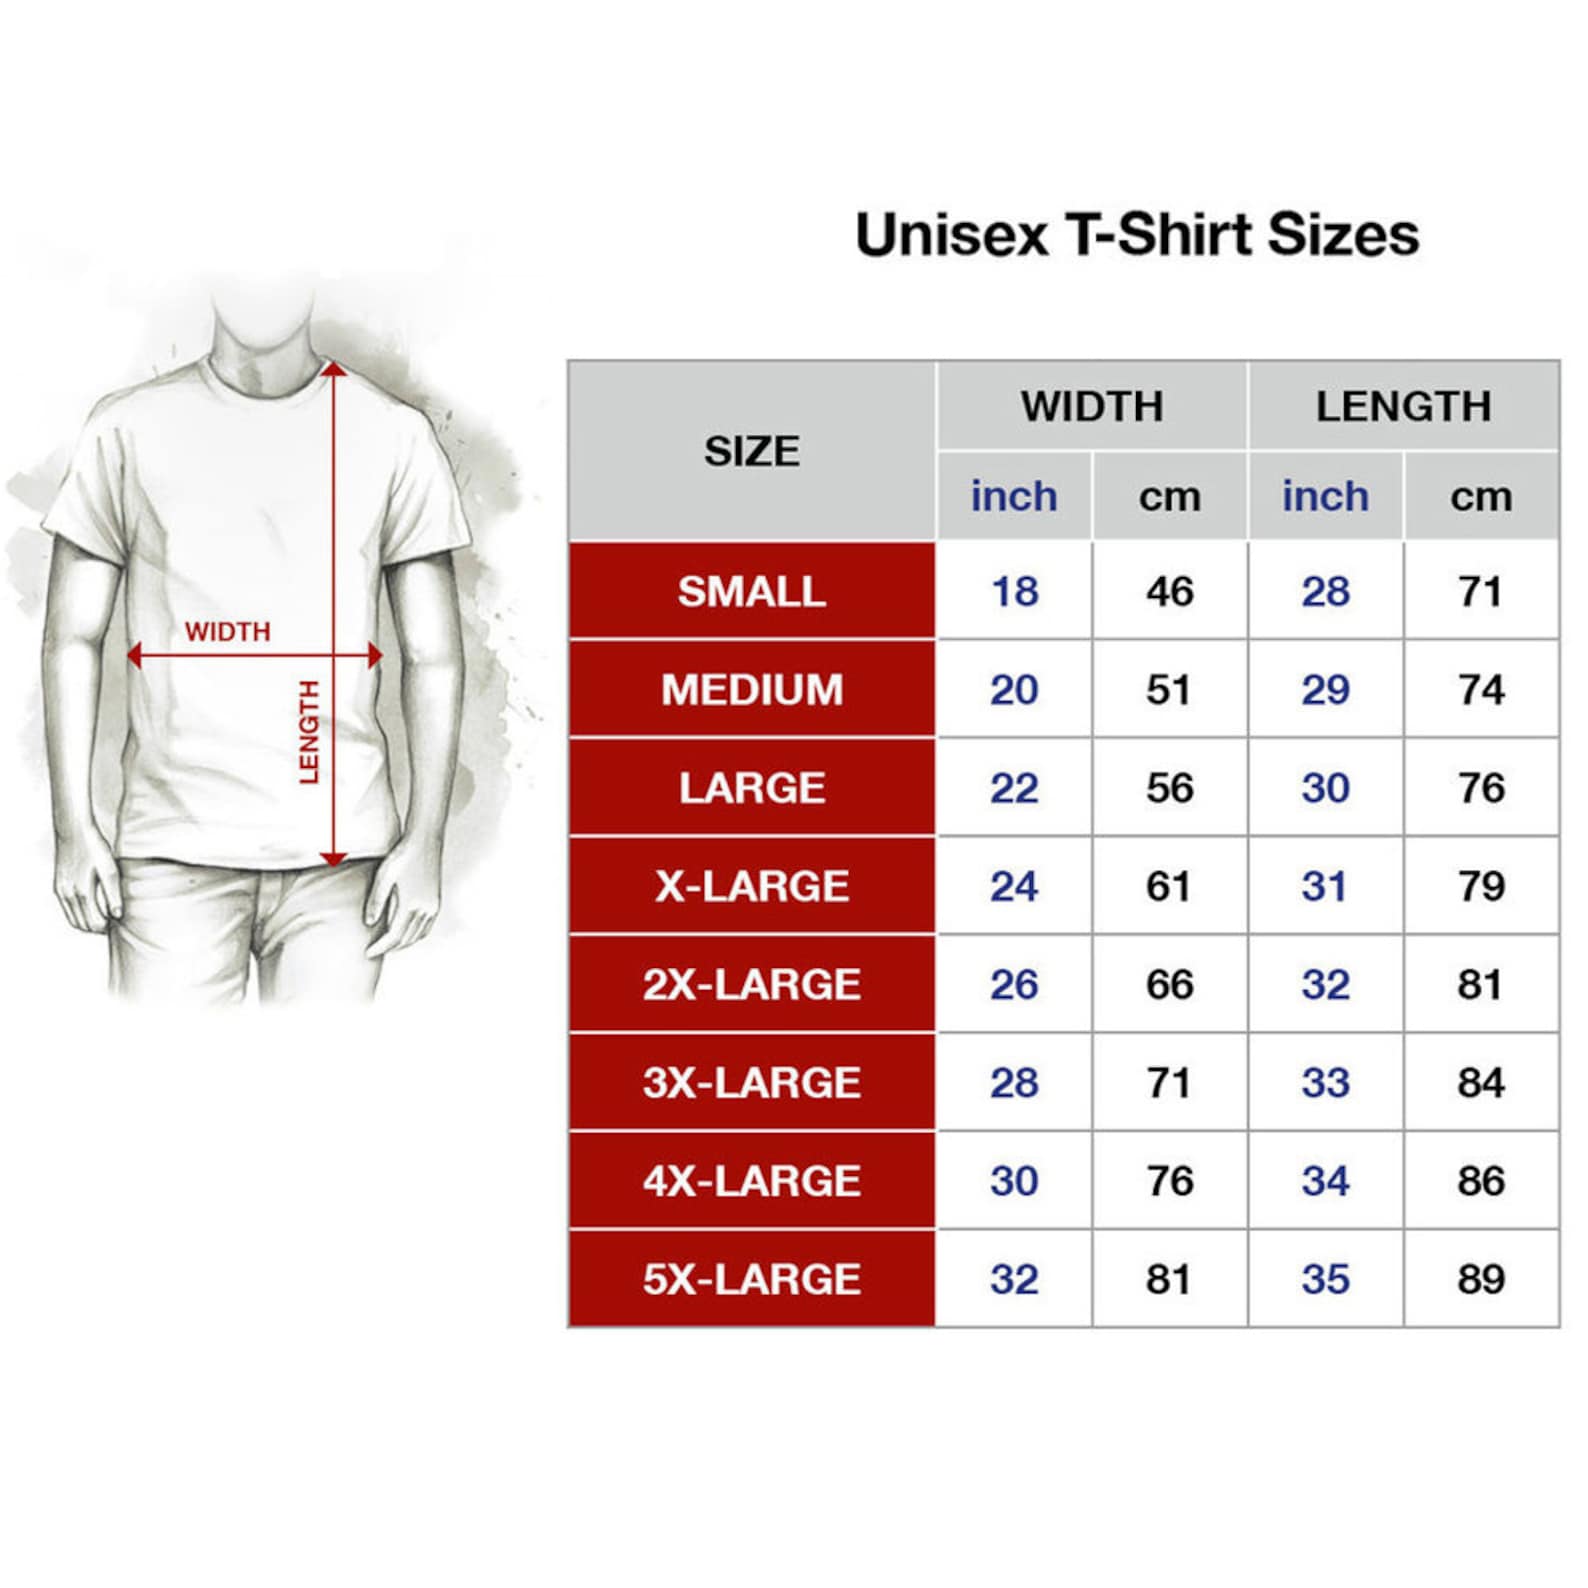 Unisex T-Shirt Sizes
SIZE WIDTH LENGTH
inch cm inch cm
SMALL 18 46 28 71
MEDIUM 20 51 29 74
LARGE 22 56 30 76
X-LARGE 24 61 31 79
2X-LARGE 26 66 32 81
3X-LARGE 28 71 33 84
4X-LARGE 30 76 34 86
5X-LARGE 32 81 35 89
WIDTH
LENGTH